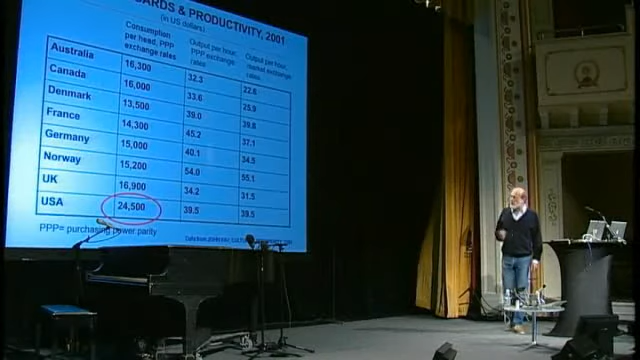 ARDS & PRODUCTIVITY, 2001
(in US dollars)
Consumption per head, PPP exchange rates
Output per hour, PPP exchange rates
Output per hour, market exchange rates
Australia 16,300 32.3 22.6
Canada 16,000 33.6 25.9
Denmark 13,500 39.0 39.8
France 14,300 45.2 37.1
Germany 15,000 40.1 34.5
Norway 15,200 54.0 55.1
UK 16,900 34.2 31.5
USA 24,500 39.5 39.5
PPP= purchasing power parity